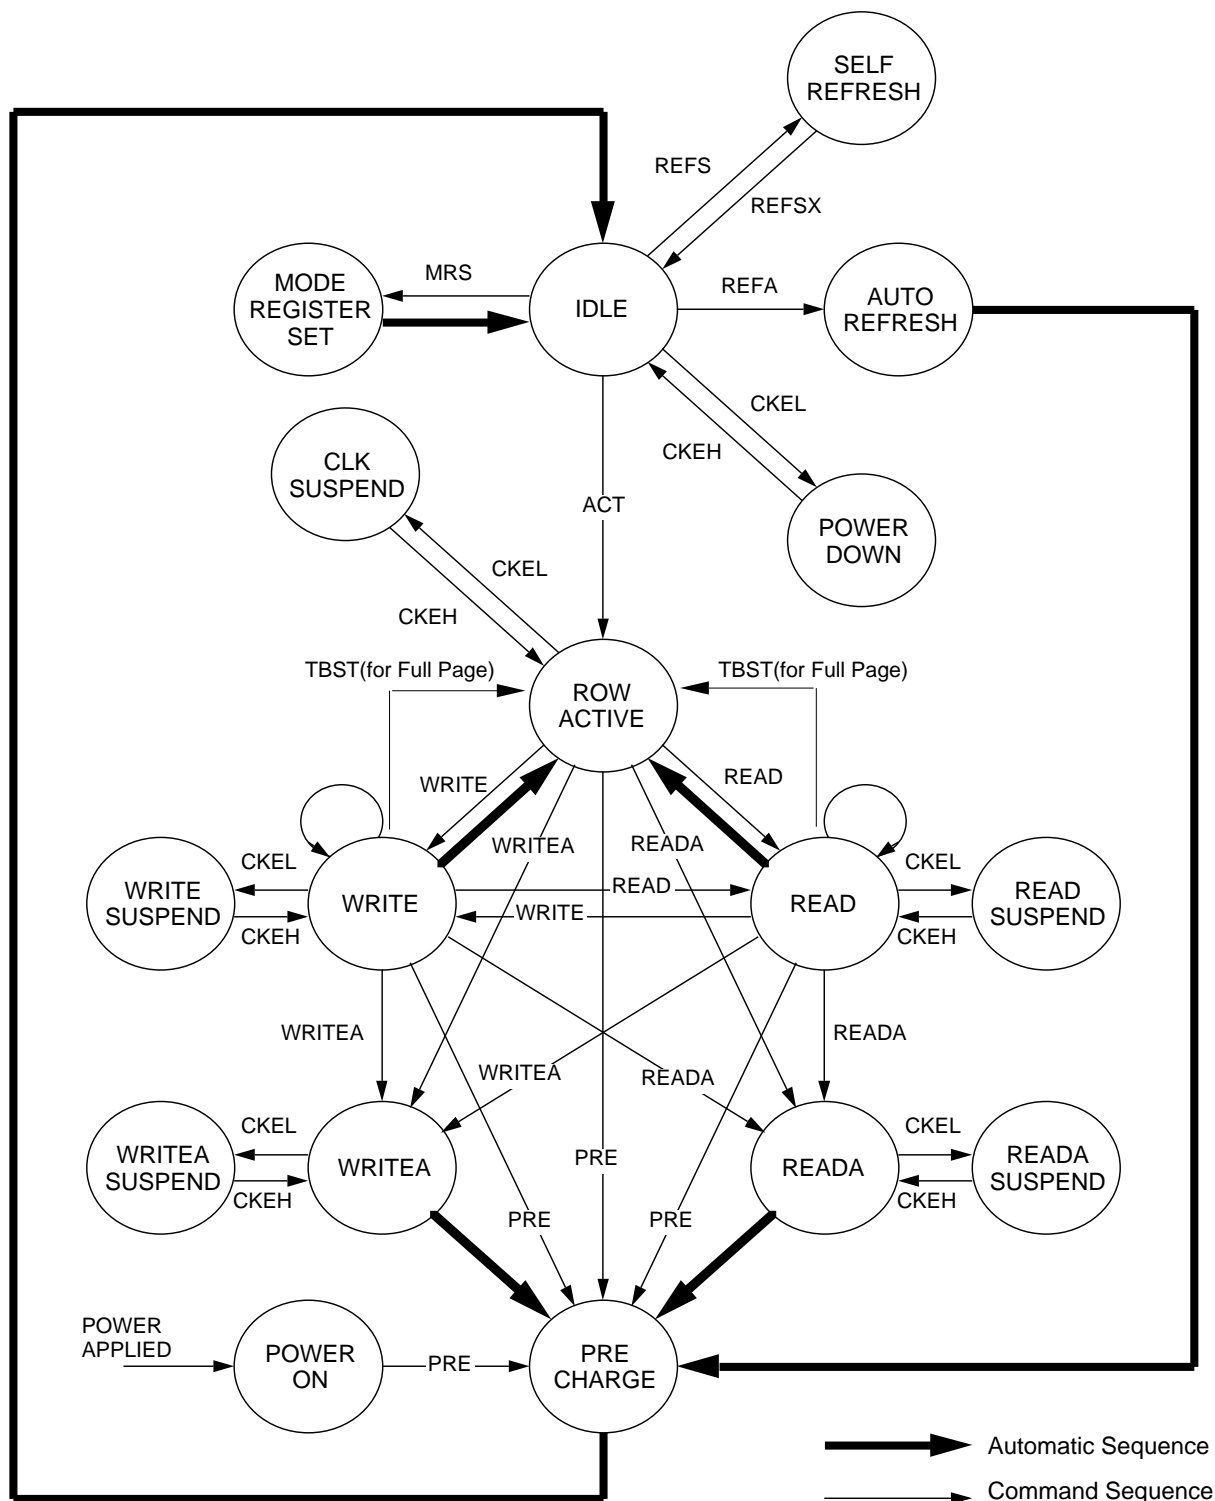 SELF
REFRESH
REFS
REFSX
MODE
REGISTER
SET
MRS
IDLE
REFA
AUTO
REFRESH
CKEL
CKEH
CLK
SUSPEND
ACT
POWER
DOWN
CKEL
CKEH
TBST(for Full Page)
TBST(for Full Page)
ROW
ACTIVE
WRITE
READ
WRITEA
READA
CKEL
CKEL
WRITE
SUSPEND
WRITE
READ
WRITE
READ
READ
SUSPEND
CKEH
CKEH
WRITEA
READA
WRITEA
READA
CKEL
CKEL
WRITEA
SUSPEND
WRITEA
PRE
READA
READA
SUSPEND
CKEH
CKEH
PRE
PRE
POWER
APPLIED
POWER
ON
PRE
PRE
CHARGE
Automatic Sequence
Command Sequence